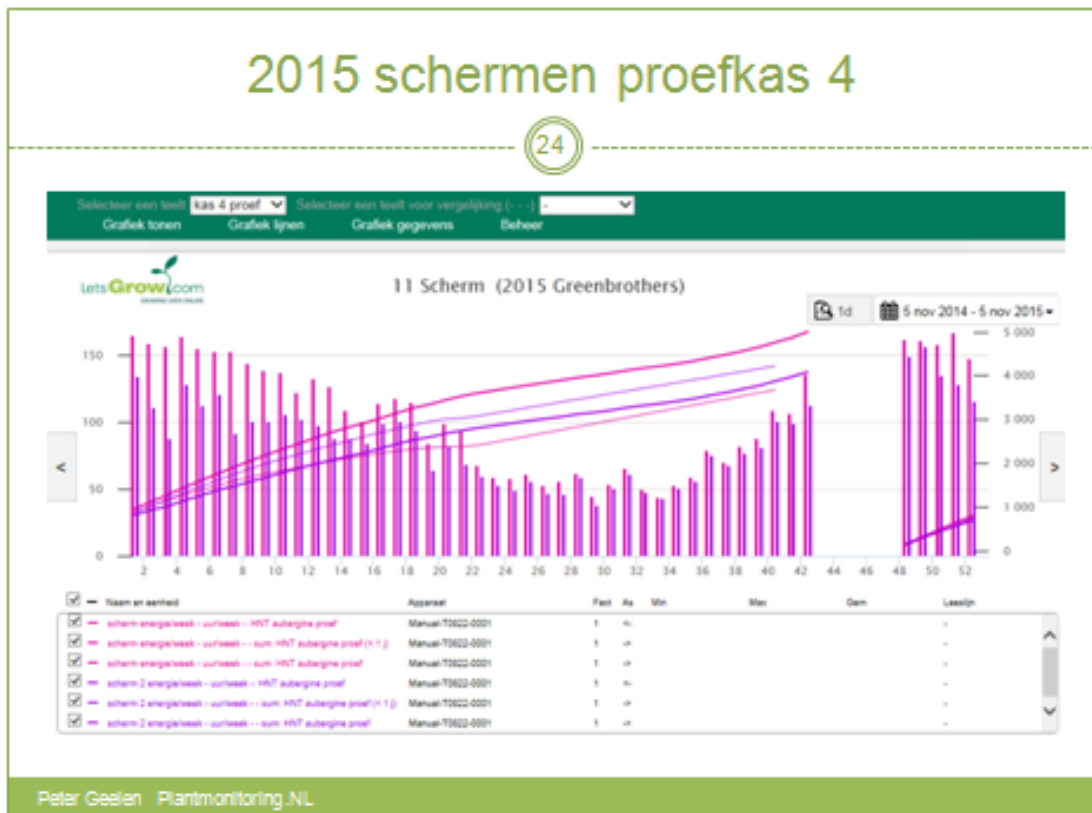 2015 schermen proefkas 4
24
Selecteer een teelt kas 4 proef Selecteer een teelt voor vergelijking (- - -) -
Grafiek tonen Grafiek lijnen Grafiek gegevens Beheer
LetsGrow.com
GROWING DATA ONLINE
11 Scherm (2015 Greenbrothers)
1d 5 nov 2014 - 5 nov 2015
150 5 000
4 000
100 3 000
2 000
50 1 000
0 0
< >
2 4 6 8 10 12 14 16 18 20 22 24 26 28 30 32 34 36 38 40 42 44 46 48 50 52
Naam en eenheid Apparaat Fact As Min Max Gem Leeslijn
scherm energie/week - uur/week -: HNT aubergine proef Manual-T0622-0001 1 <- -
scherm energie/week - uur/week - - sum: HNT aubergine proef (< 1 j) Manual-T0622-0001 1 -> -
scherm energie/week - uur/week - - sum: HNT aubergine proef Manual-T0622-0001 1 -> -
scherm 2 energie/week - uur/week -: HNT aubergine proef Manual-T0622-0001 1 <- -
scherm 2 energie/week - uur/week - - sum: HNT aubergine proef (< 1 j) Manual-T0622-0001 1 -> -
scherm 2 energie/week - uur/week - - sum: HNT aubergine proef Manual-T0622-0001 1 -> -
Peter Geelen Plantmonitoring.NL